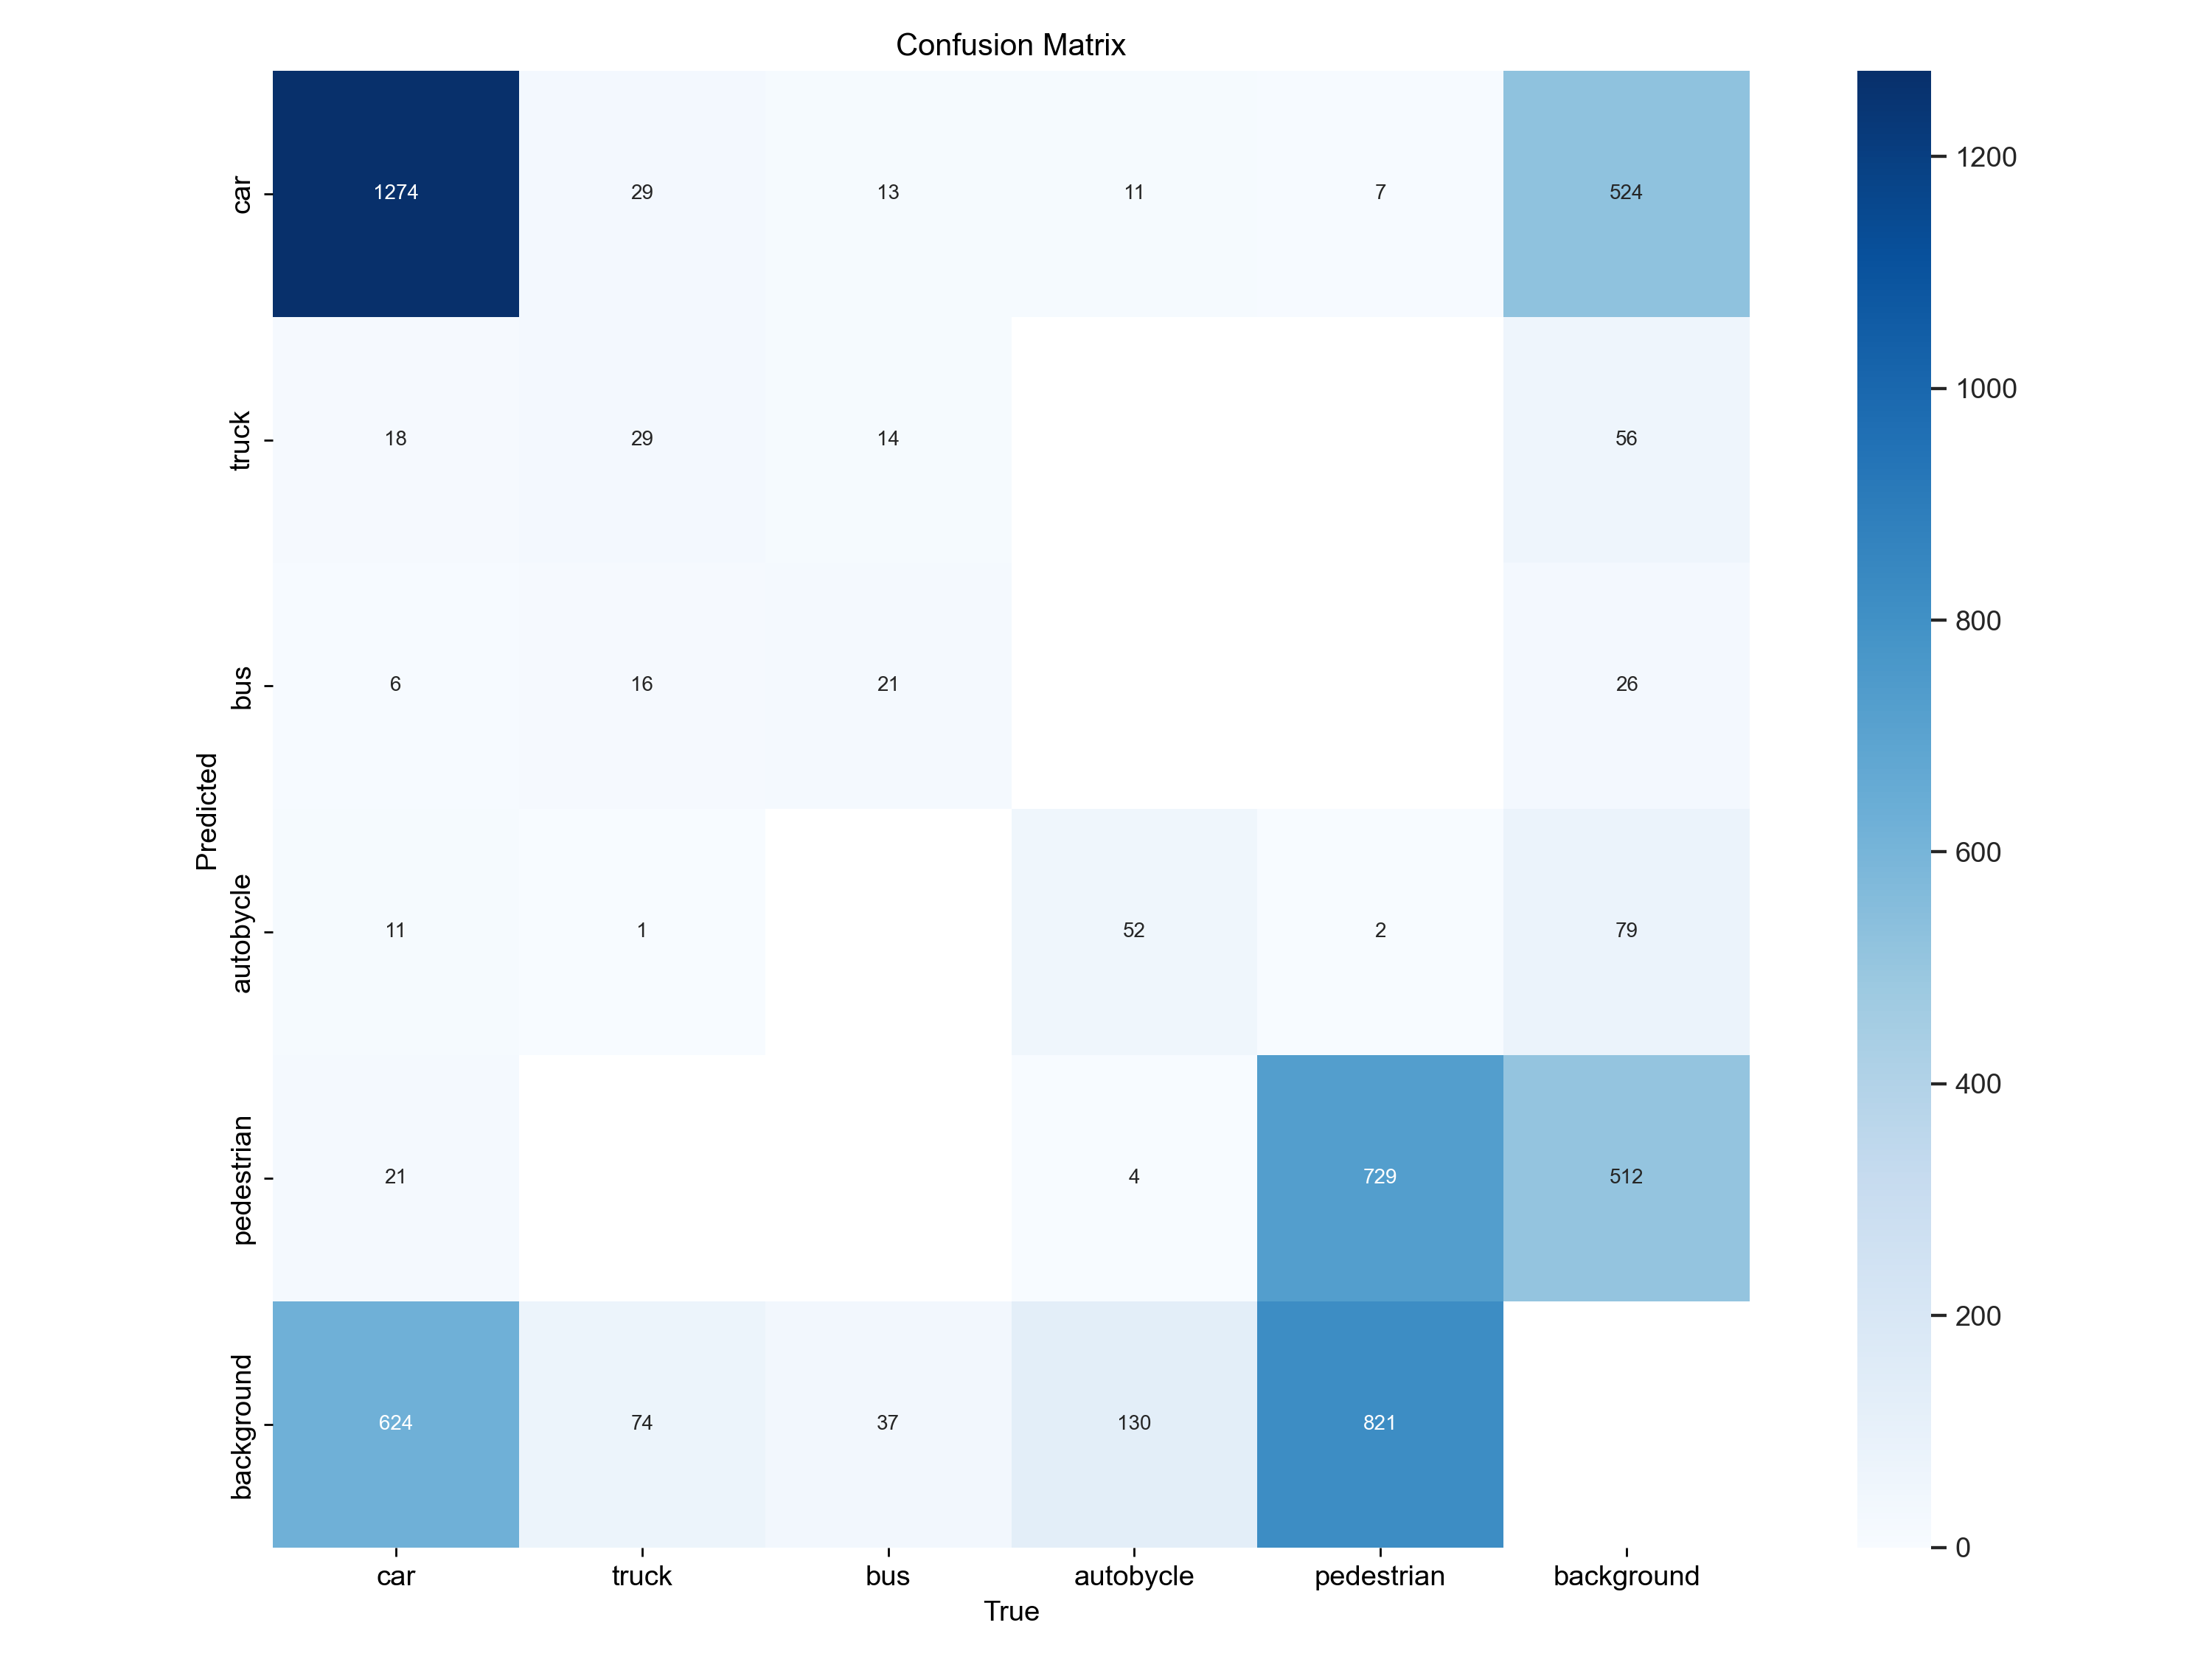 Confusion Matrix
car 1274 29 13 11 7 524
truck 18 29 14 56
bus 6 16 21 26
autobycle 11 1 52 2 79
pedestrian 21 4 729 512
background 624 74 37 130 821
Predicted
car truck bus autobycle pedestrian background
True
1200
1000
800
600
400
200
0